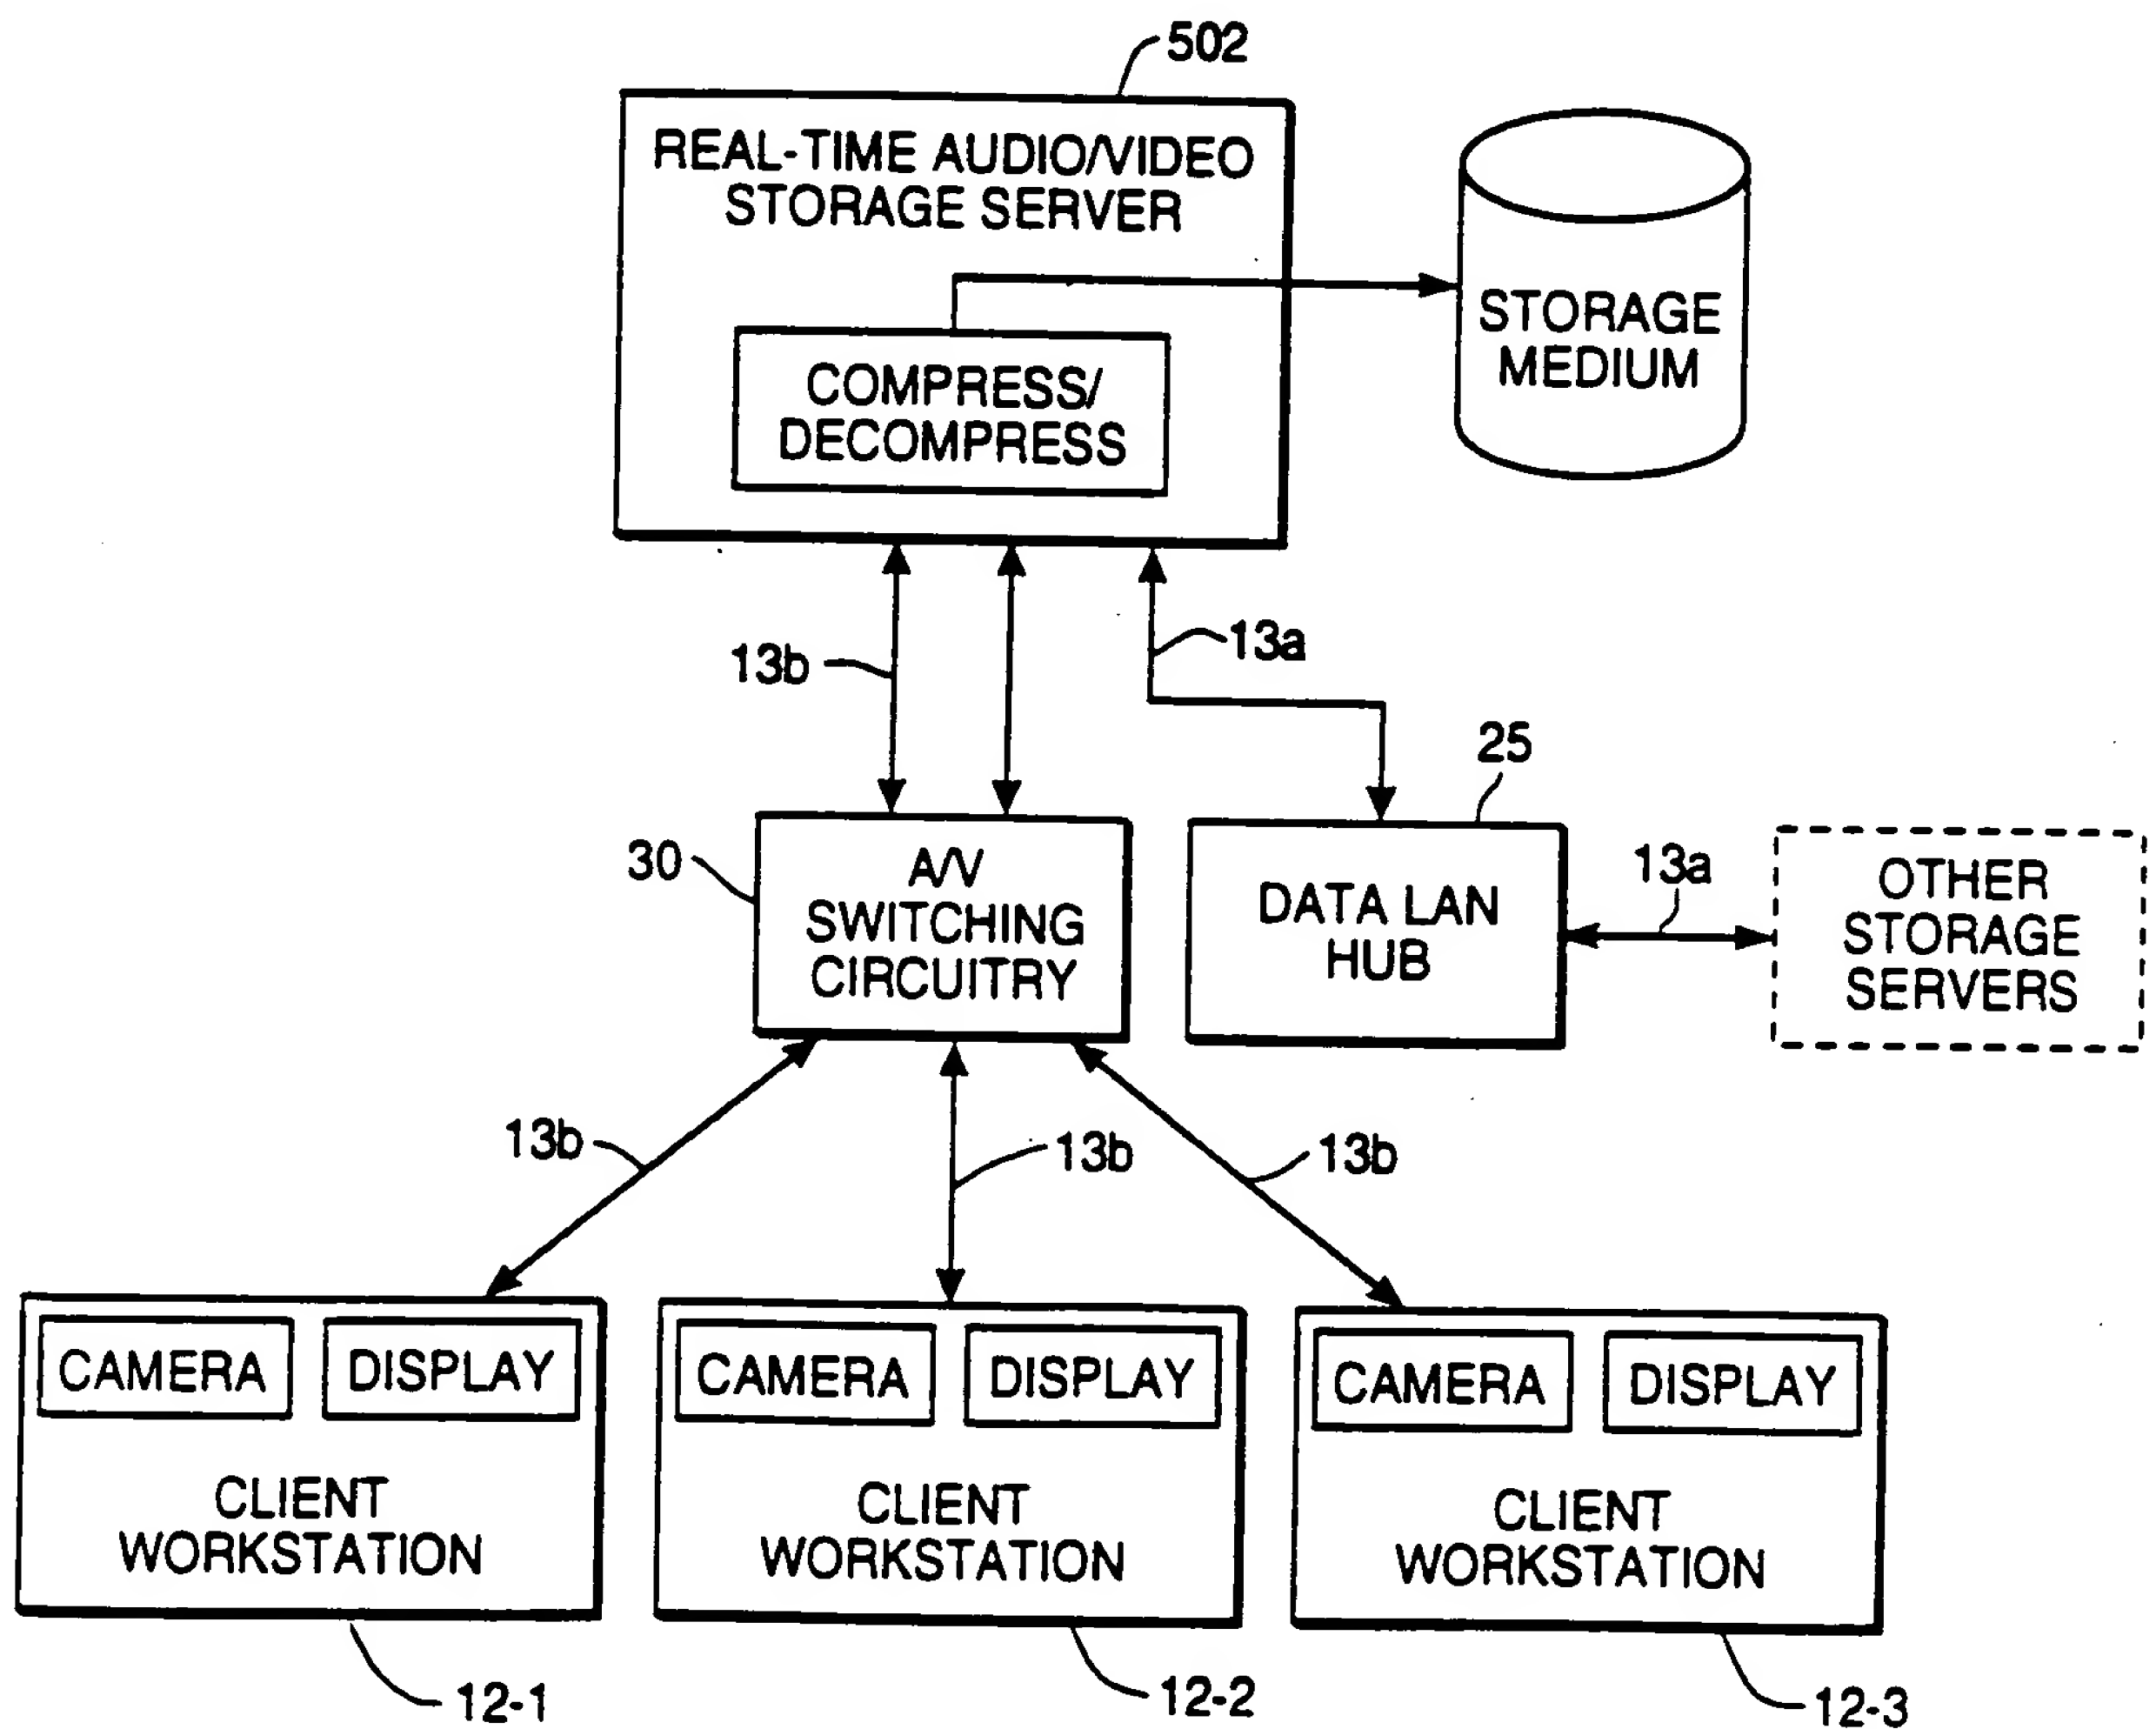 502
REAL-TIME AUDIO/VIDEO
STORAGE SERVER
STORAGE
MEDIUM
COMPRESS/
DECOMPRESS
13b
13a
25
30
A/V
SWITCHING
CIRCUITRY
DATA LAN
HUB
13a
OTHER
STORAGE
SERVERS
13b
13b
13b
CAMERA
DISPLAY
CLIENT
WORKSTATION
CAMERA
DISPLAY
CLIENT
WORKSTATION
CAMERA
DISPLAY
CLIENT
WORKSTATION
12-1
12-2
12-3